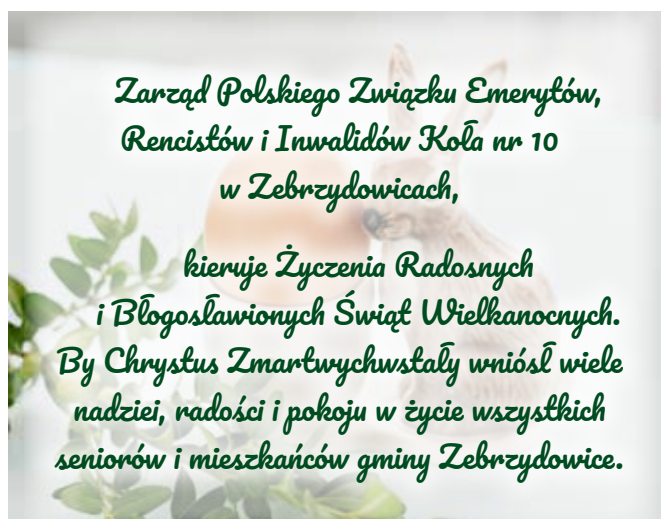 Zarząd Polskiego Związku Emerytów,
Rencistów i Inwalidów Koła nr 10
w Zebrzydowicach,
kieruje Życzenia Radosnych
i Błogosławionych Świąt Wielkanocnych.
By Chrystus Zmartwychwstały wniósł wiele
nadziei, radości i pokoju w życie wszystkich
seniorów i mieszkańców gminy Zebrzydowice.